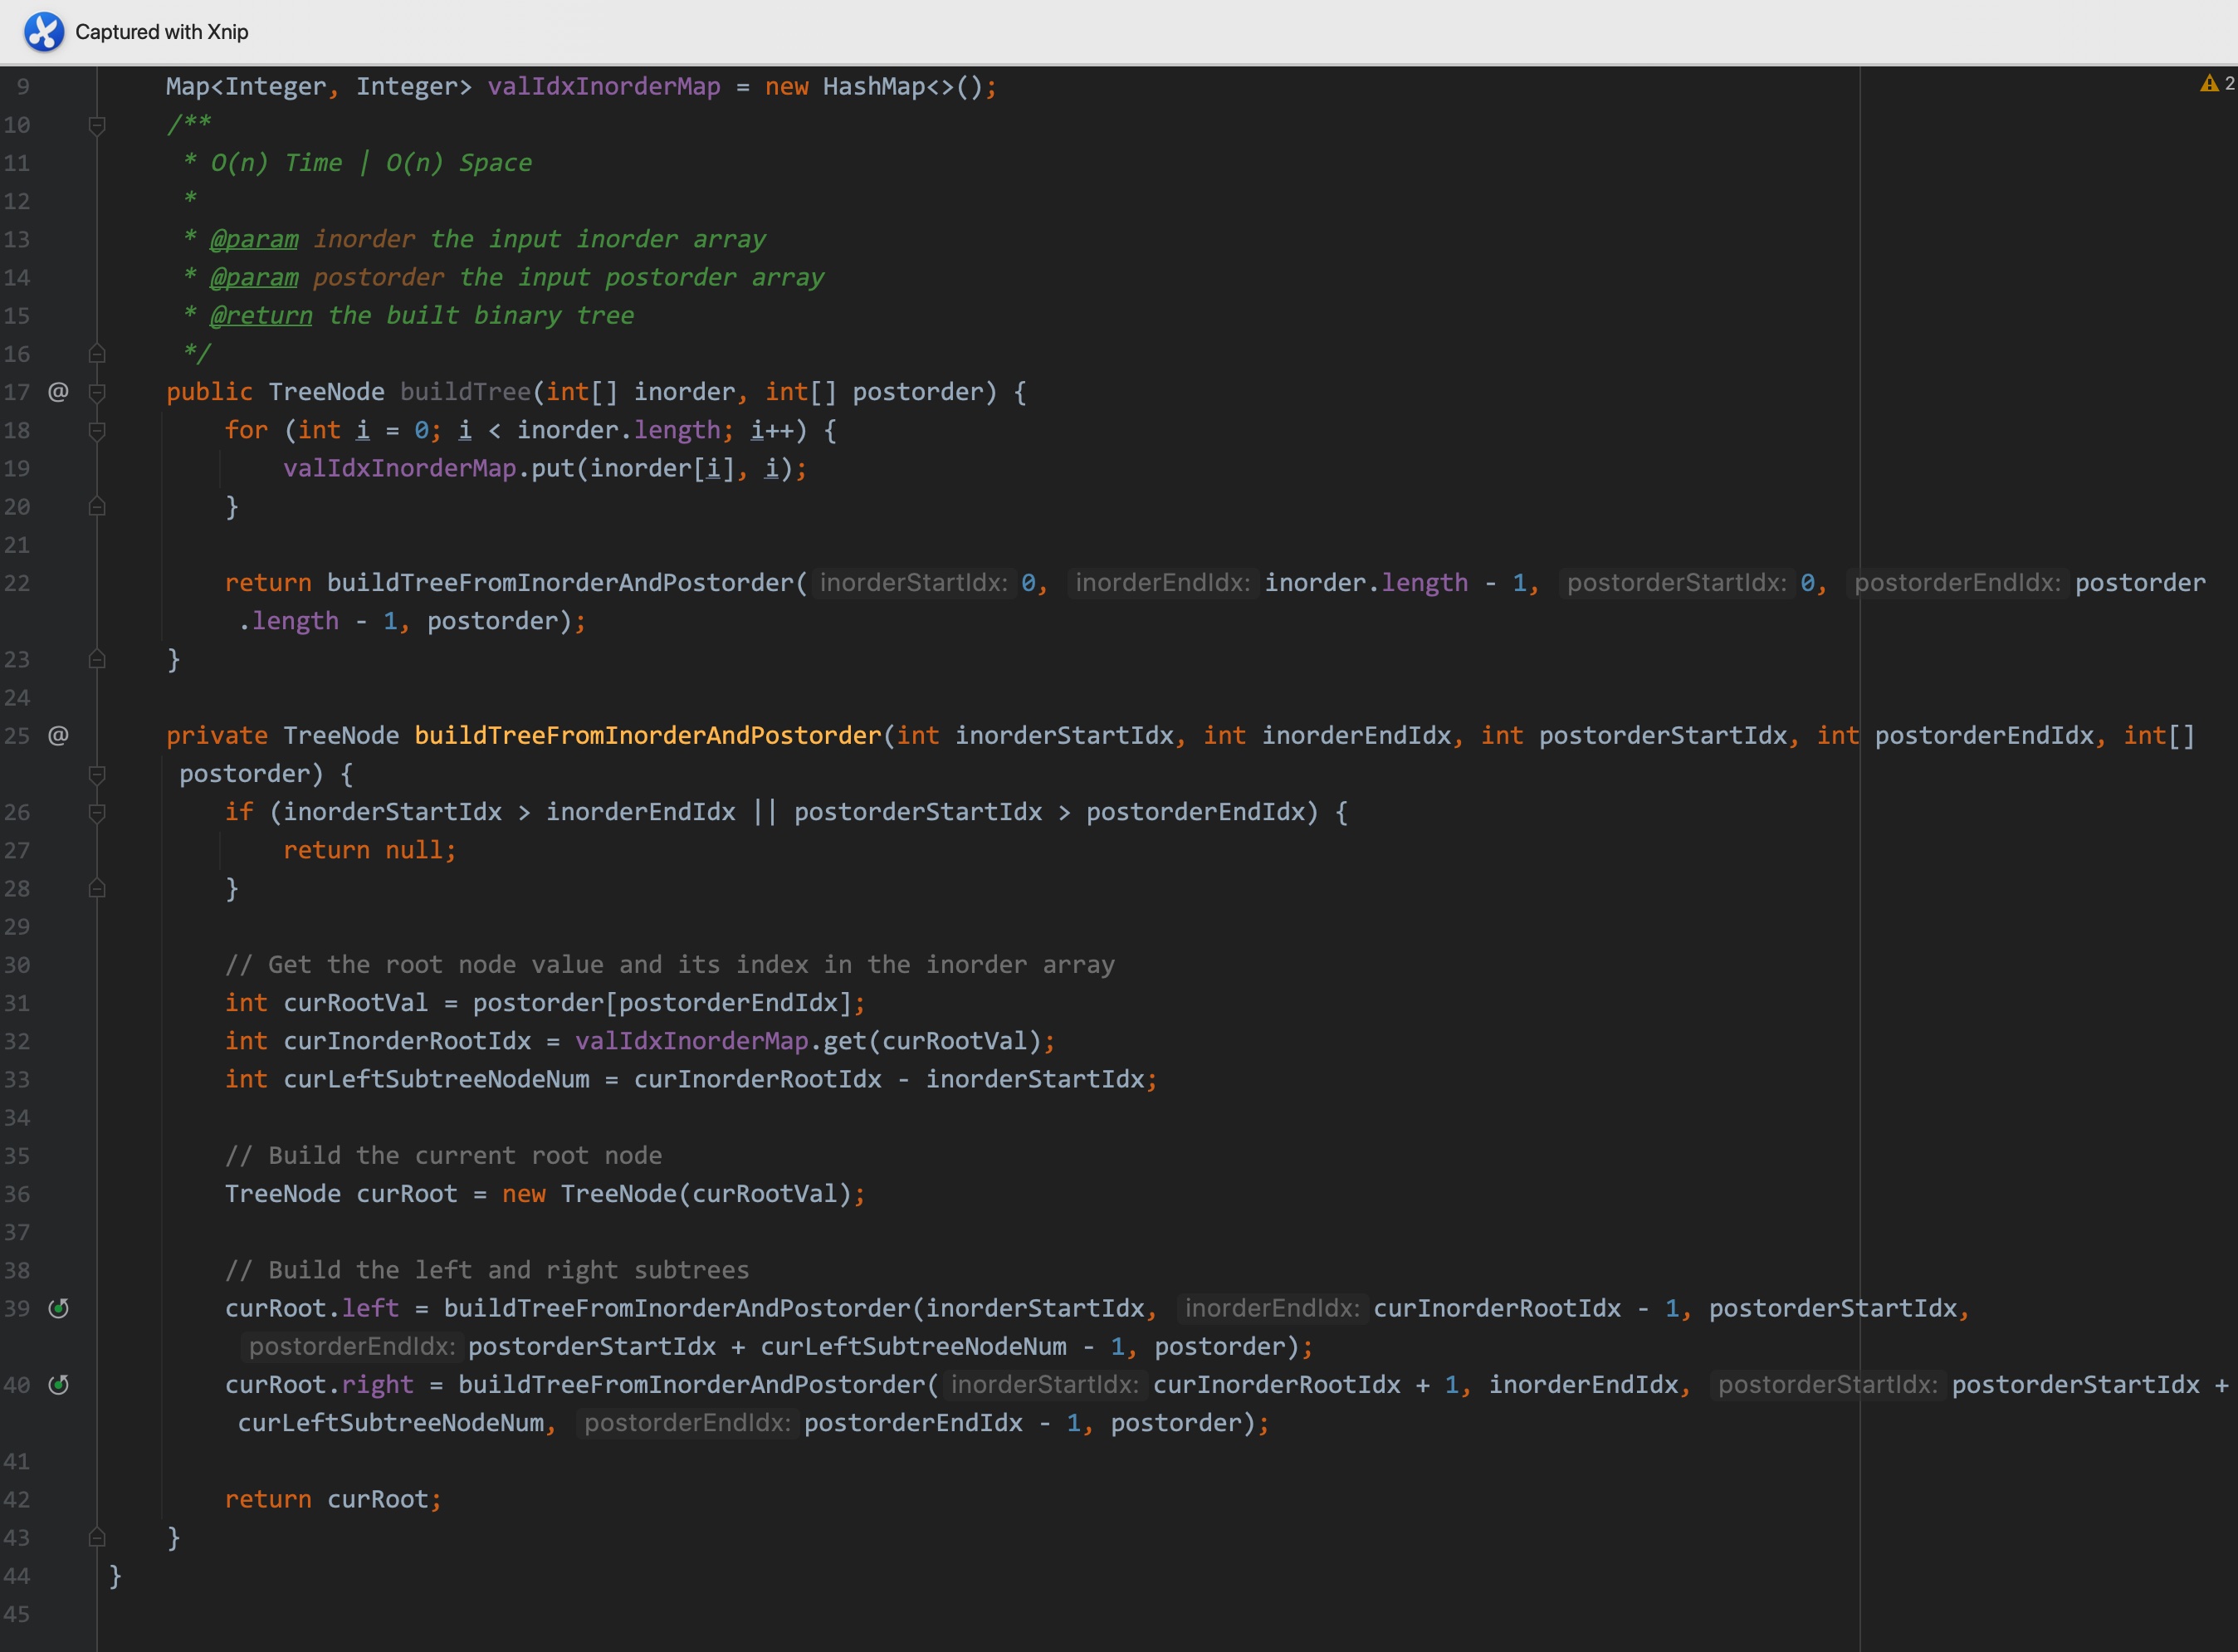 Captured with Xnip
9 Map<Integer, Integer> valIdxInorderMap = new HashMap<>(); 2
10 /**
11 * O(n) Time | O(n) Space
12 *
13 * @param inorder the input inorder array
14 * @param postorder the input postorder array
15 * @return the built binary tree
16 */
17 @ public TreeNode buildTree(int[] inorder, int[] postorder) {
18 for (int i = 0; i < inorder.length; i++) {
19 valIdxInorderMap.put(inorder[i], i);
20 }
21
22 return buildTreeFromInorderAndPostorder( inorderStartIdx: 0, inorderEndIdx: inorder.length - 1, postorderStartIdx: 0, postorderEndIdx: postorder
.length - 1, postorder);
23 }
24
25 @ private TreeNode buildTreeFromInorderAndPostorder(int inorderStartIdx, int inorderEndIdx, int postorderStartIdx, int postorderEndIdx, int[]
postorder) {
26 if (inorderStartIdx > inorderEndIdx || postorderStartIdx > postorderEndIdx) {
27 return null;
28 }
29
30 // Get the root node value and its index in the inorder array
31 int curRootVal = postorder[postorderEndIdx];
32 int curInorderRootIdx = valIdxInorderMap.get(curRootVal);
33 int curLeftSubtreeNodeNum = curInorderRootIdx - inorderStartIdx;
34
35 // Build the current root node
36 TreeNode curRoot = new TreeNode(curRootVal);
37
38 // Build the left and right subtrees
39 curRoot.left = buildTreeFromInorderAndPostorder(inorderStartIdx, inorderEndIdx: curInorderRootIdx - 1, postorderStartIdx,
postorderEndIdx: postorderStartIdx + curLeftSubtreeNodeNum - 1, postorder);
40 curRoot.right = buildTreeFromInorderAndPostorder( inorderStartIdx: curInorderRootIdx + 1, inorderEndIdx, postorderStartIdx: postorderStartIdx +
curLeftSubtreeNodeNum, postorderEndIdx: postorderEndIdx - 1, postorder);
41
42 return curRoot;
43 }
44 }
45